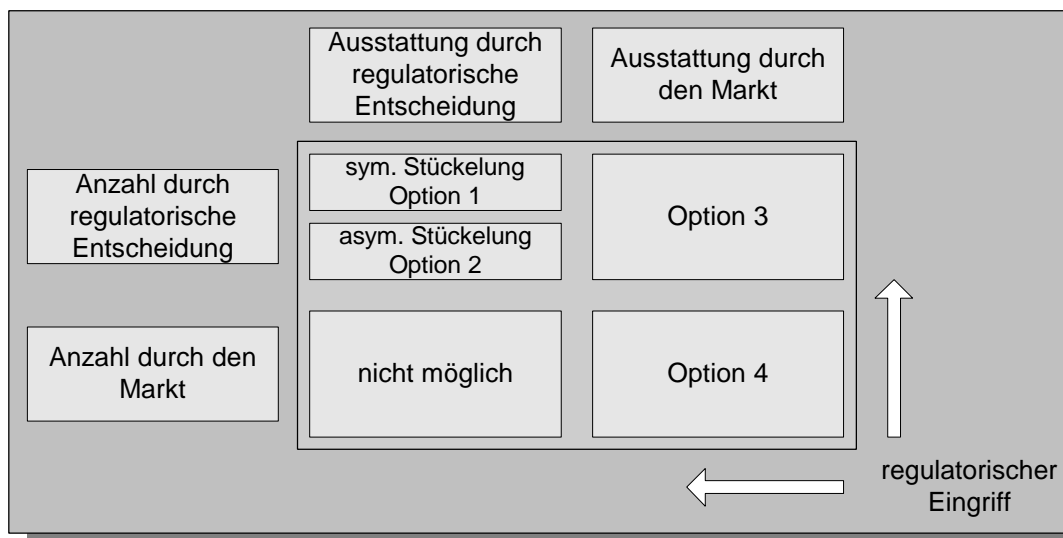 Ausstattung durch
regulatorische
Entscheidung
Ausstattung durch
den Markt
Anzahl durch
regulatorische
Entscheidung
sym. Stückelung
Option 1
asym. Stückelung
Option 2
Option 3
Anzahl durch den
Markt
nicht möglich
Option 4
regulatorischer
Eingriff